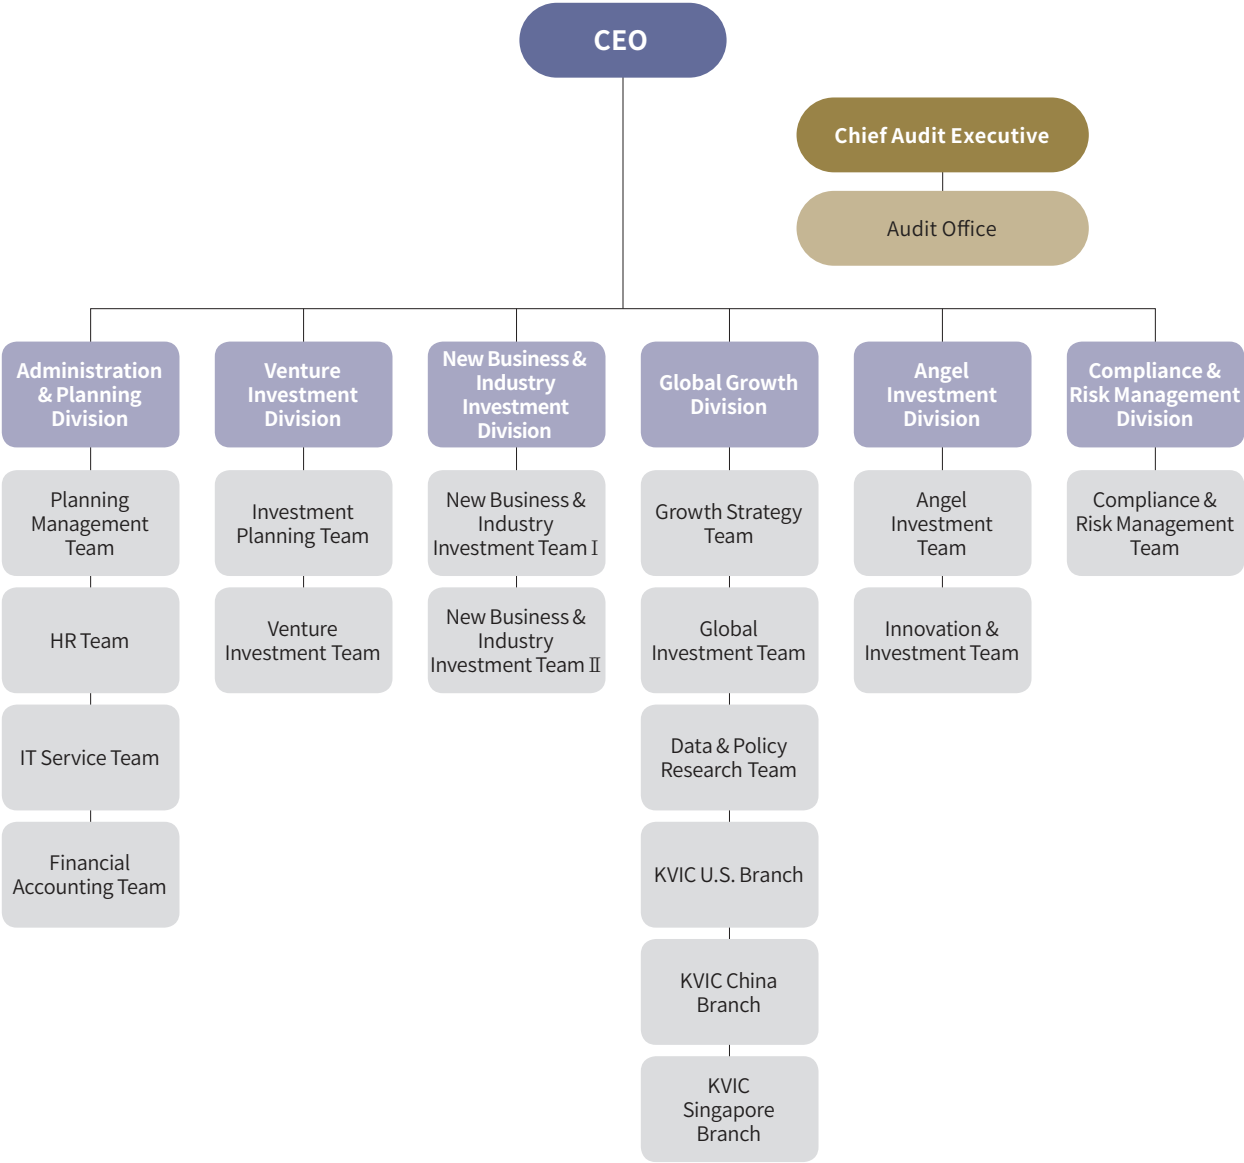 CEO
Chief Audit Executive
Audit Office
Administration
& Planning
Division
Venture
Investment
Division
New Business &
Industry
Investment
Division
Global Growth
Division
Angel
Investment
Division
Compliance &
Risk Management
Division
Planning
Management
Team
HR Team
IT Service Team
Financial
Accounting Team
Investment
Planning Team
Venture
Investment Team
New Business &
Industry
Investment Team Ⅰ
New Business &
Industry
Investment Team Ⅱ
Growth Strategy
Team
Global
Investment Team
Data & Policy
Research Team
KVIC U.S. Branch
KVIC China
Branch
KVIC
Singapore
Branch
Angel
Investment
Team
Innovation &
Investment Team
Compliance &
Risk Management
Team